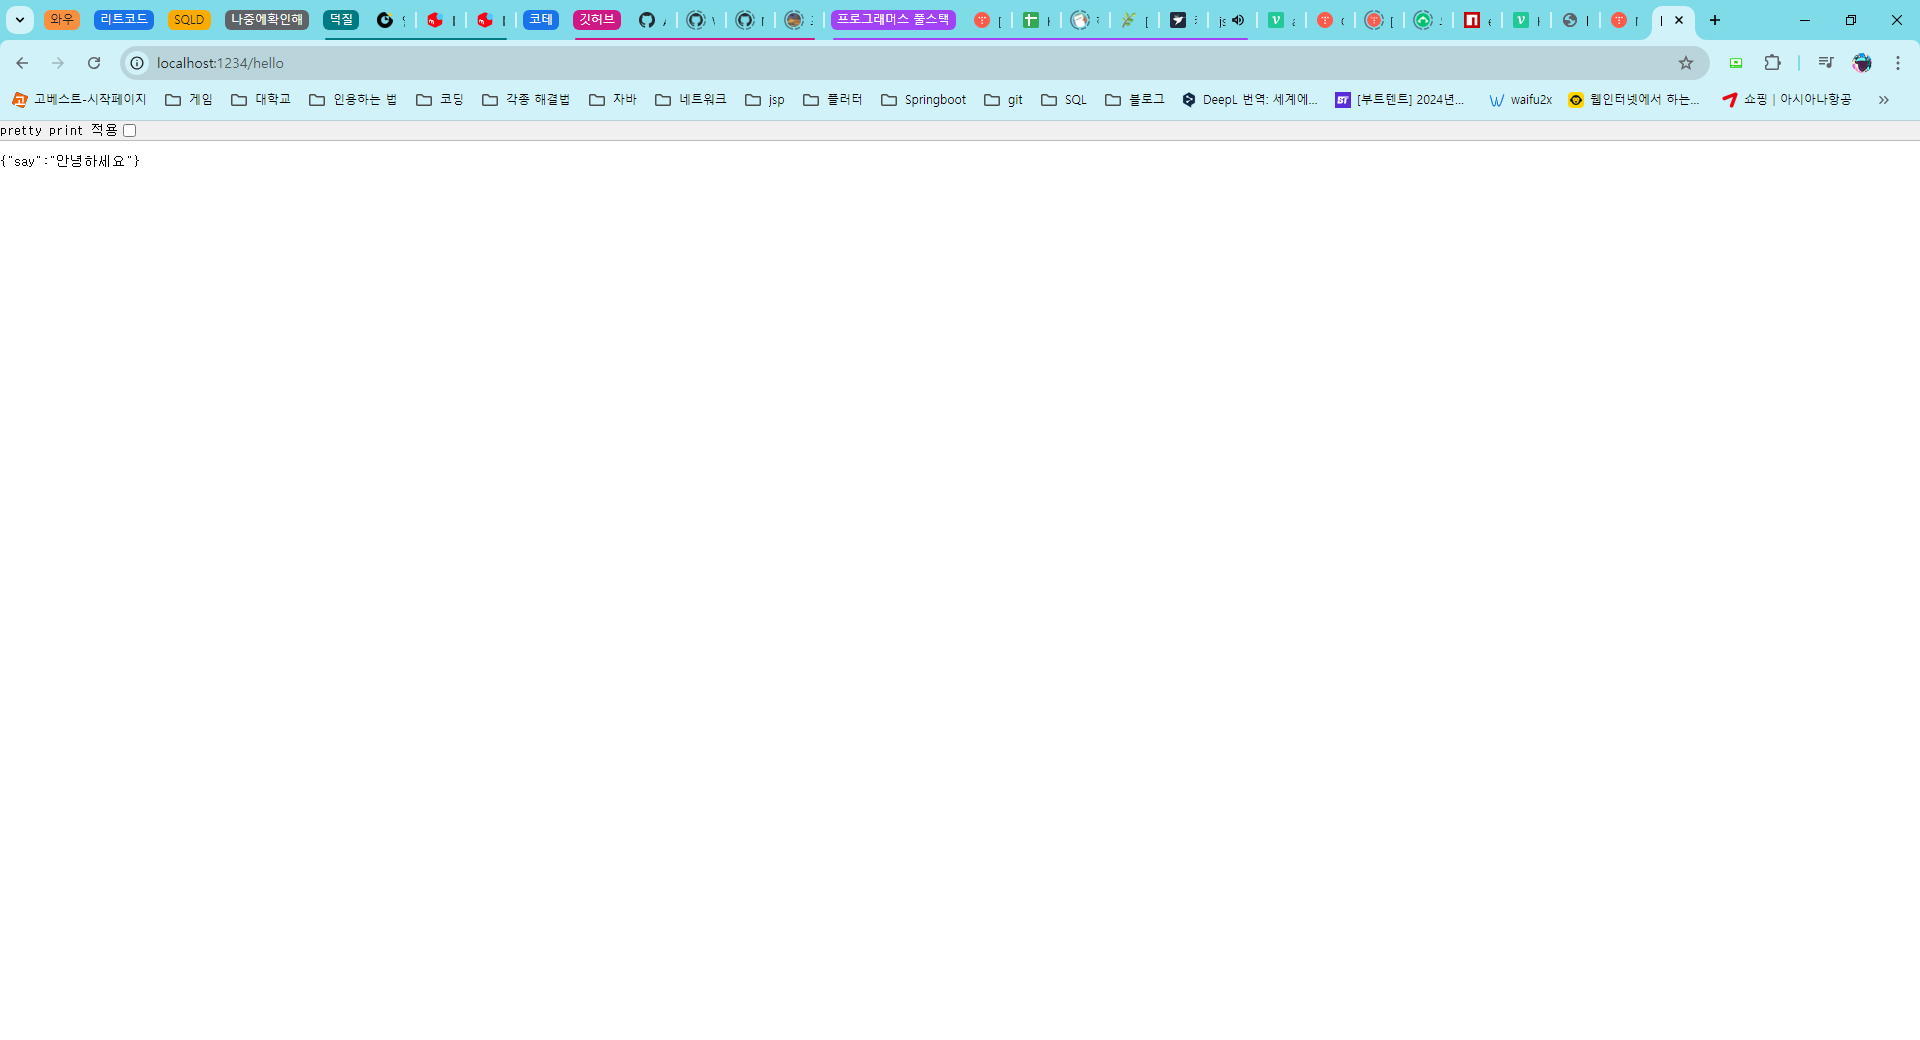 와우 리트코드 SQLD 나중에확인해 덕질 코테 깃허브 프로그래머스 풀스택
localhost:1234/hello
고베스트-시작페이지 게임 대학교 인용하는 법 코딩 각종 해결법 자바 네트워크 jsp 플러터 Springboot git SQL 블로그 DeepL 번역: 세계에... [부트텐트] 2024년... waifu2x 웹인터넷에서 하는... 쇼핑 | 아시아나항공
pretty print 적용
{"say":"안녕하세요"}